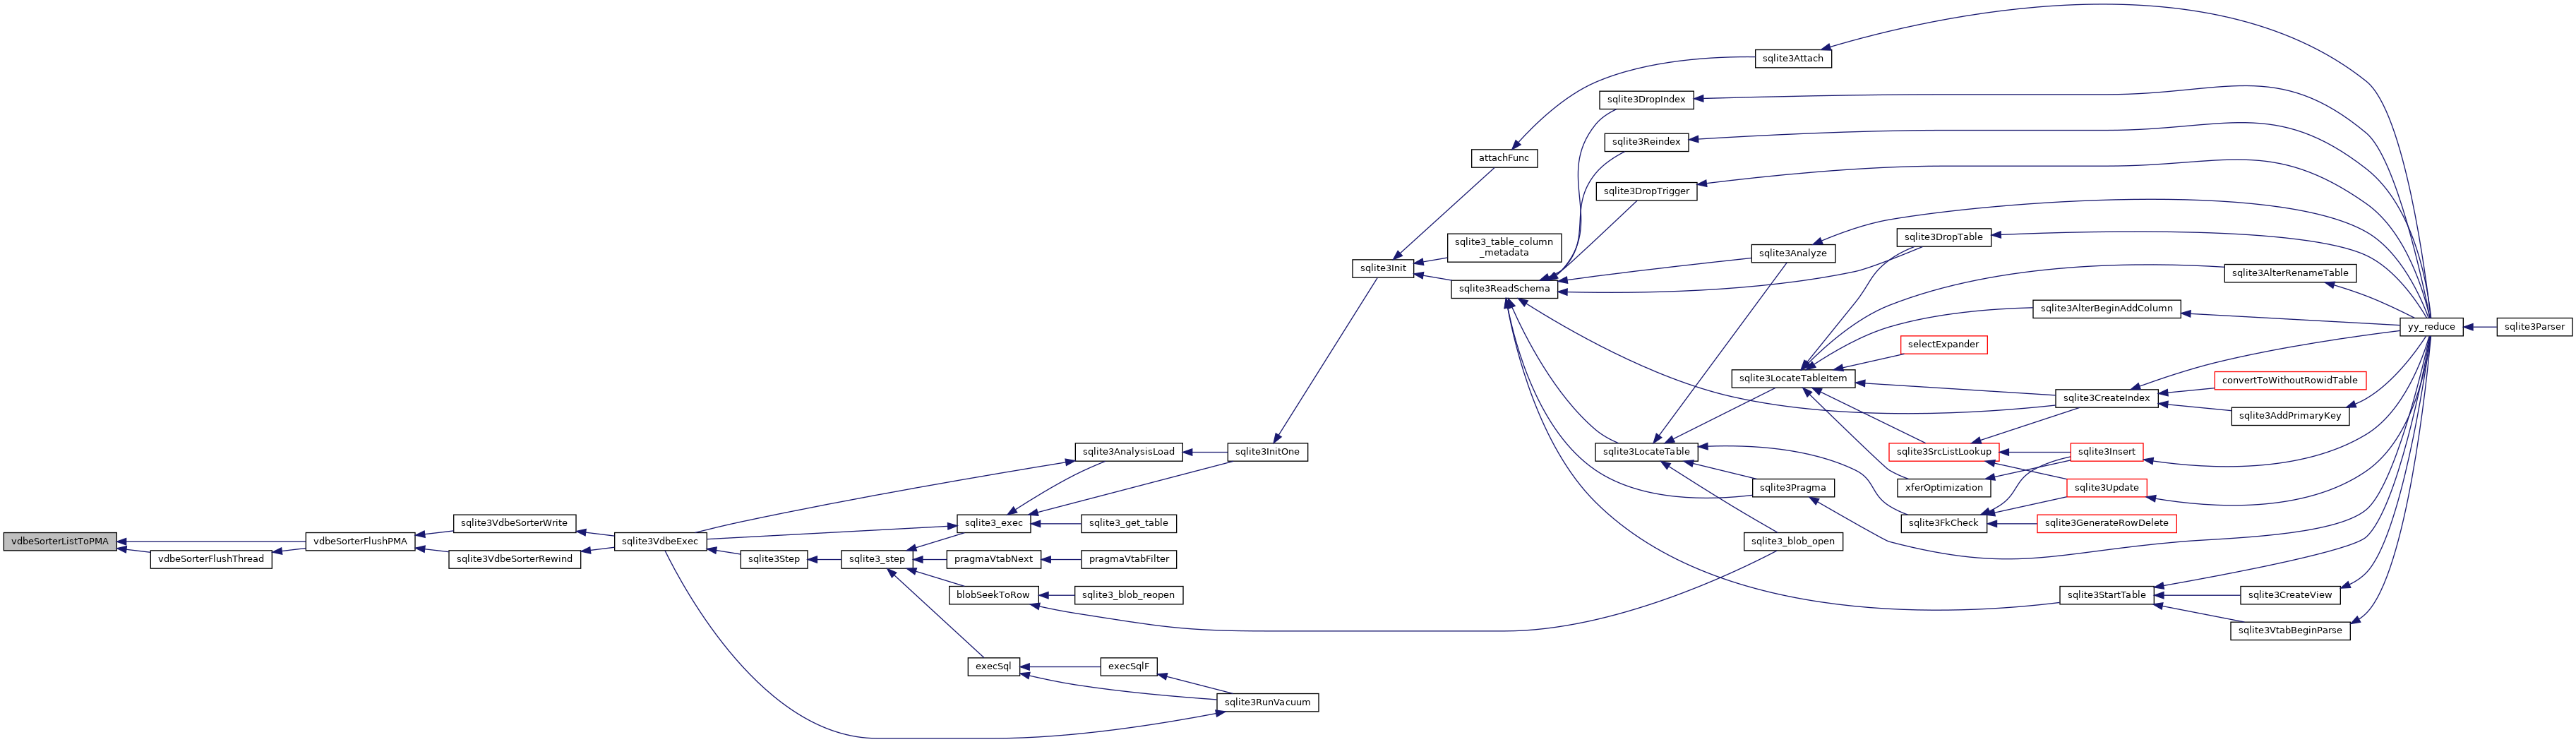 vdbeSorterListToPMA
vdbeSorterFlushThread
vdbeSorterFlushPMA
sqlite3VdbeSorterWrite
sqlite3VdbeSorterRewind
sqlite3VdbeExec
sqlite3Step
sqlite3_step
sqlite3_exec
pragmaVtabNext
blobSeekToRow
execSql
sqlite3AnalysisLoad
sqlite3_get_table
pragmaVtabFilter
sqlite3_blob_reopen
execSqlF
sqlite3InitOne
sqlite3RunVacuum
sqlite3Init
attachFunc
sqlite3_table_column
_metadata
sqlite3ReadSchema
sqlite3DropIndex
sqlite3Reindex
sqlite3DropTrigger
sqlite3LocateTable
sqlite3Attach
sqlite3Analyze
sqlite3LocateTableItem
sqlite3Pragma
sqlite3_blob_open
sqlite3DropTable
selectExpander
sqlite3SrcListLookup
xferOptimization
sqlite3FkCheck
sqlite3AlterBeginAddColumn
sqlite3CreateIndex
sqlite3Insert
sqlite3Update
sqlite3GenerateRowDelete
sqlite3StartTable
sqlite3AlterRenameTable
convertToWithoutRowidTable
sqlite3AddPrimaryKey
sqlite3CreateView
sqlite3VtabBeginParse
yy_reduce
sqlite3Parser